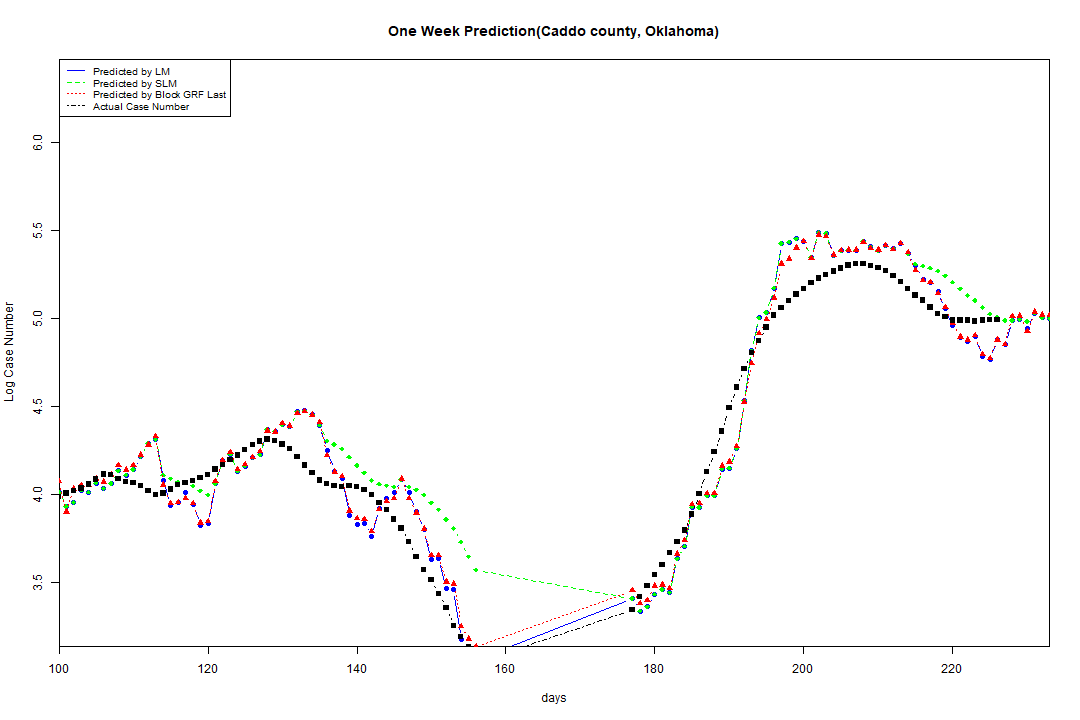 One Week Prediction(Caddo county, Oklahoma)
Predicted by LM
Predicted by SLM
Predicted by Block GRF Last
Actual Case Number
6.0
5.5
5.0
4.5
4.0
3.5
Log Case Number
100 120 140 160 180 200 220
days